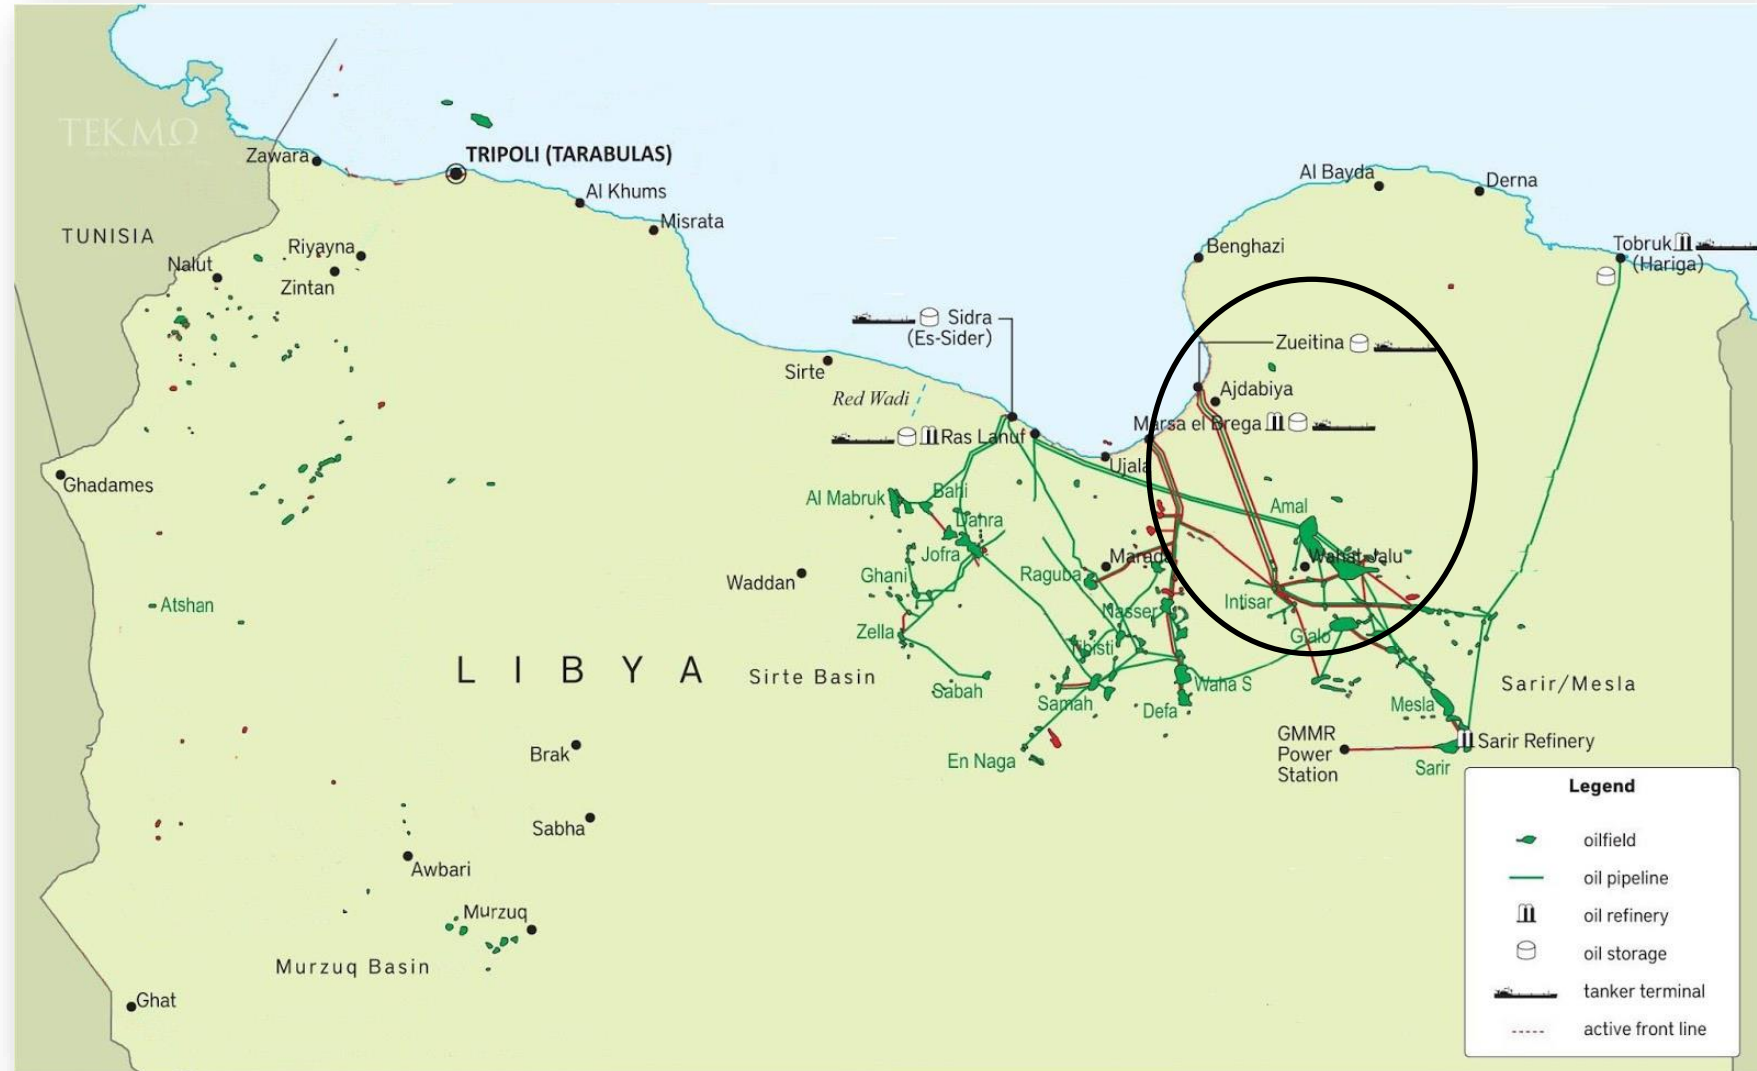 TEKMΩ
TRIPOLI (TARABULAS)
Zawara
Al Khums
Misrata
TUNISIA
Riyayna
Nalut
Zintan
Al Bayda
Derna
Benghazi
Tobruk
(Hariga)
Sidra
(Es-Sider)
Zueitina
Sirte
Red Wadi
Ajdabiya
Marsa el Brega
Ras Lanuf
Ujala
Ghadames
Al Mabruk
Bahi
Dahra
Amal
Jofra
Marada
Wahat Jalu
Waddan
Ghani
Raguba
Atshan
Intisar
Nasser
Zella
Gialo
Tibisti
L I B Y A
Sirte Basin
Sabah
Samah
Waha S
Defa
Mesla
Sarir/Mesla
Brak
En Naga
GMMR
Power
Station
Sarir Refinery
Sarir
Sabha
Awbari
Murzuq
Murzuq Basin
Ghat
Legend
oilfield
oil pipeline
oil refinery
oil storage
tanker terminal
active front line